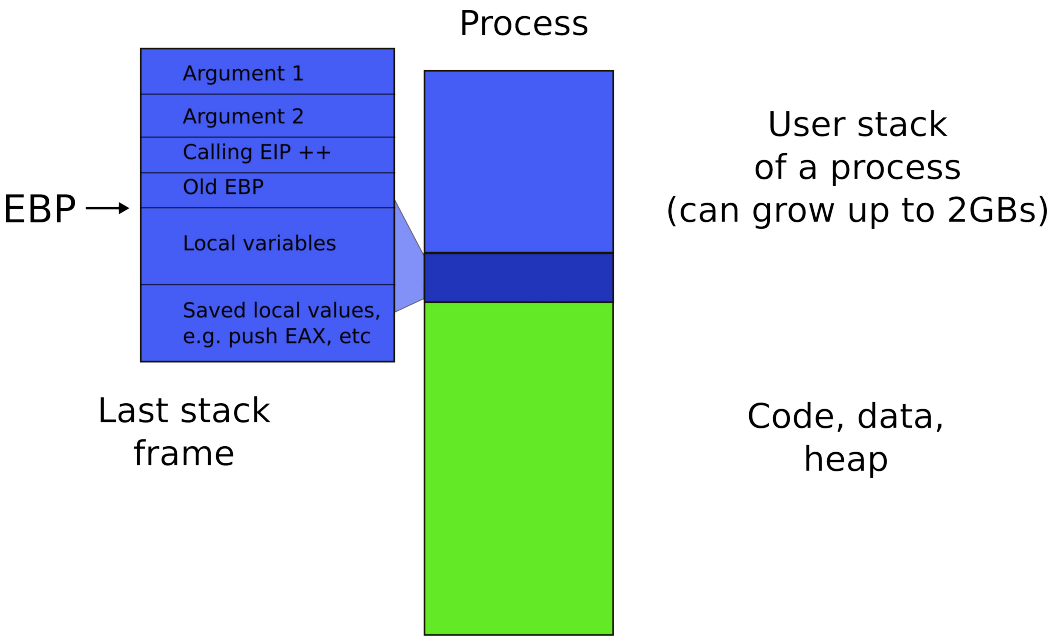 Process
Argument 1
Argument 2
Calling EIP ++
Old EBP
EBP
Local variables
Saved local values,
e.g. push EAX, etc
Last stack
frame
User stack
of a process
(can grow up to 2GBs)
Code, data,
heap